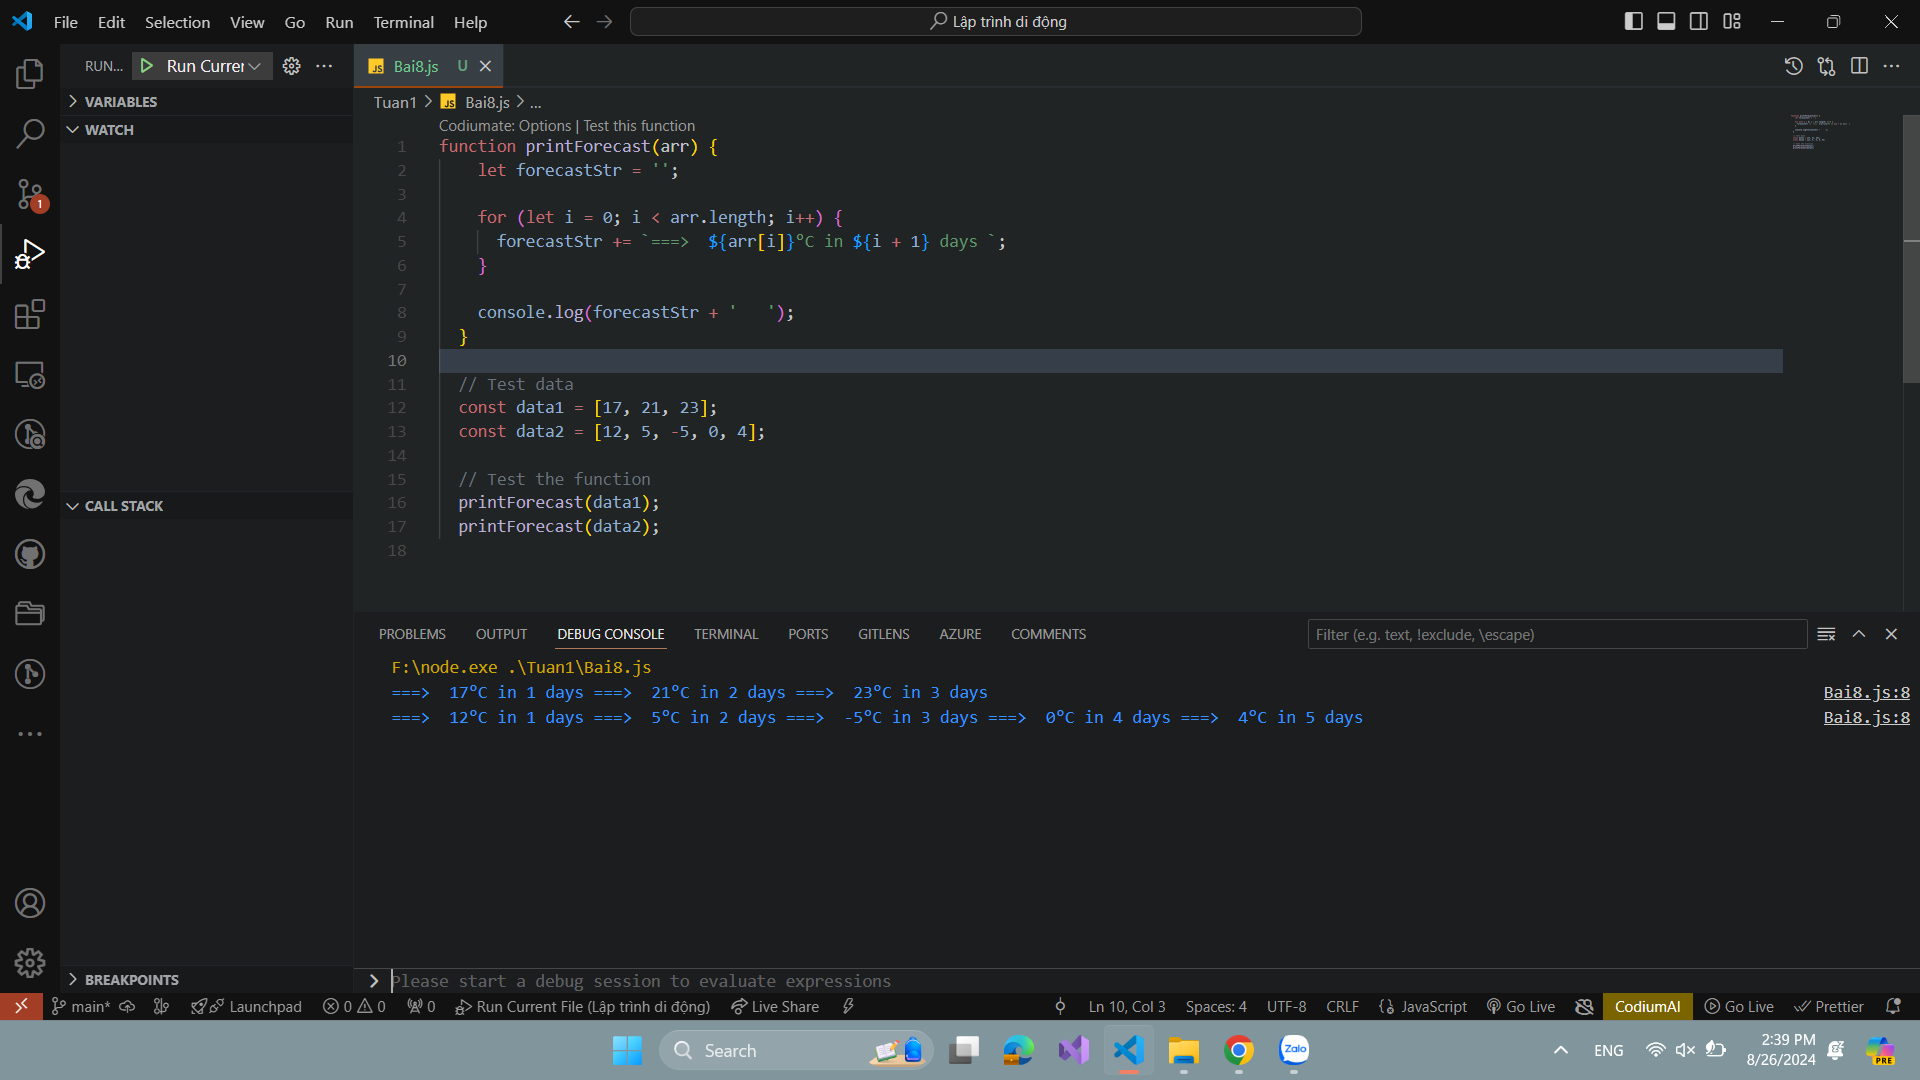 File Edit Selection View Go Run Terminal Help
Lập trình di động
RUN...
Run Currer
VARIABLES
WATCH
CALL STACK
BREAKPOINTS
1
JS Bai8.js U
Tuan1 > JS Bai8.js > ...
Codiumate: Options | Test this function
1 function printForecast(arr) {
2 let forecastStr = '';
3
4 for (let i = 0; i < arr.length; i++) {
5 forecastStr += `===>  ${arr[i]}°C in ${i + 1} days `;
6 }
7
8 console.log(forecastStr + '   ');
9 }
10
11 // Test data
12 const data1 = [17, 21, 23];
13 const data2 = [12, 5, -5, 0, 4];
14
15 // Test the function
16 printForecast(data1);
17 printForecast(data2);
18
PROBLEMS OUTPUT DEBUG CONSOLE TERMINAL PORTS GITLENS AZURE COMMENTS
Filter (e.g. text, !exclude, \escape)
F:\node.exe .\Tuan1\Bai8.js
===>  17°C in 1 days ===>  21°C in 2 days ===>  23°C in 3 days Bai8.js:8
===>  12°C in 1 days ===>  5°C in 2 days ===>  -5°C in 3 days ===>  0°C in 4 days ===>  4°C in 5 days Bai8.js:8
Please start a debug session to evaluate expressions
main* Launchpad 0 0 0 Run Current File (Lập trình di động) Live Share Ln 10, Col 3 Spaces: 4 UTF-8 CRLF {} JavaScript Go Live CodiumAI Go Live Prettier
Search
Zalo
ENG
2:39 PM
8/26/2024
PRE